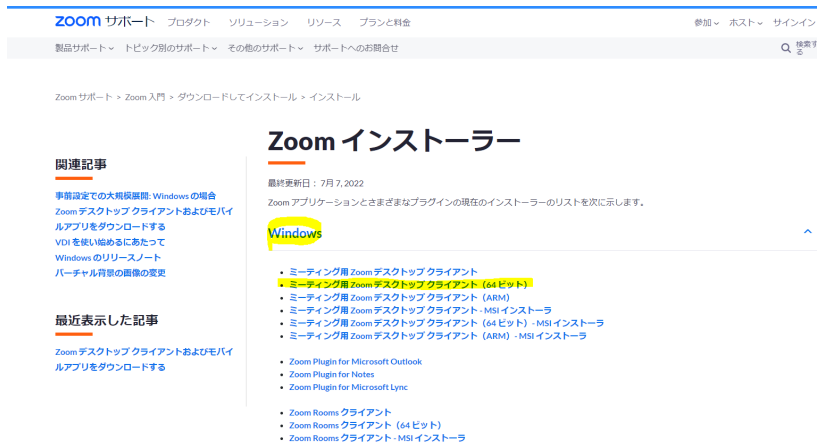 zoom サポート プロダクト ソリューション リソース プランと料金 参加 ホスト サインイン
製品サポート トピック別のサポート その他のサポート サポートへのお問合せ 検索する
Zoom サポート > Zoom 入門 > ダウンロードしてインストール > インストール
Zoom インストーラー
関連記事
事前設定での大規模展開: Windows の場合
Zoom デスクトップ クライアントおよびモバイ
ルアプリをダウンロードする
VDI を使い始めるにあたって
Windows のリリースノート
バーチャル背景の画像の変更
最近表示した記事
Zoom デスクトップ クライアントおよびモバイ
ルアプリをダウンロードする
最終更新日： 7月 7, 2022
Zoom アプリケーションとさまざまなプラグインの現在のインストーラーのリストを次に示します。
Windows
ミーティング用 Zoom デスクトップ クライアント
ミーティング用 Zoom デスクトップ クライアント（64 ビット）
ミーティング用 Zoom デスクトップ クライアント（ARM）
ミーティング用 Zoom デスクトップ クライアント - MSI インストーラ
ミーティング用 Zoom デスクトップ クライアント（64 ビット）- MSI インストーラ
ミーティング用 Zoom デスクトップ クライアント（ARM）- MSI インストーラ
Zoom Plugin for Microsoft Outlook
Zoom Plugin for Notes
Zoom Plugin for Microsoft Lync
Zoom Rooms クライアント
Zoom Rooms クライアント（64 ビット）
Zoom Rooms クライアント - MSI インストーラ